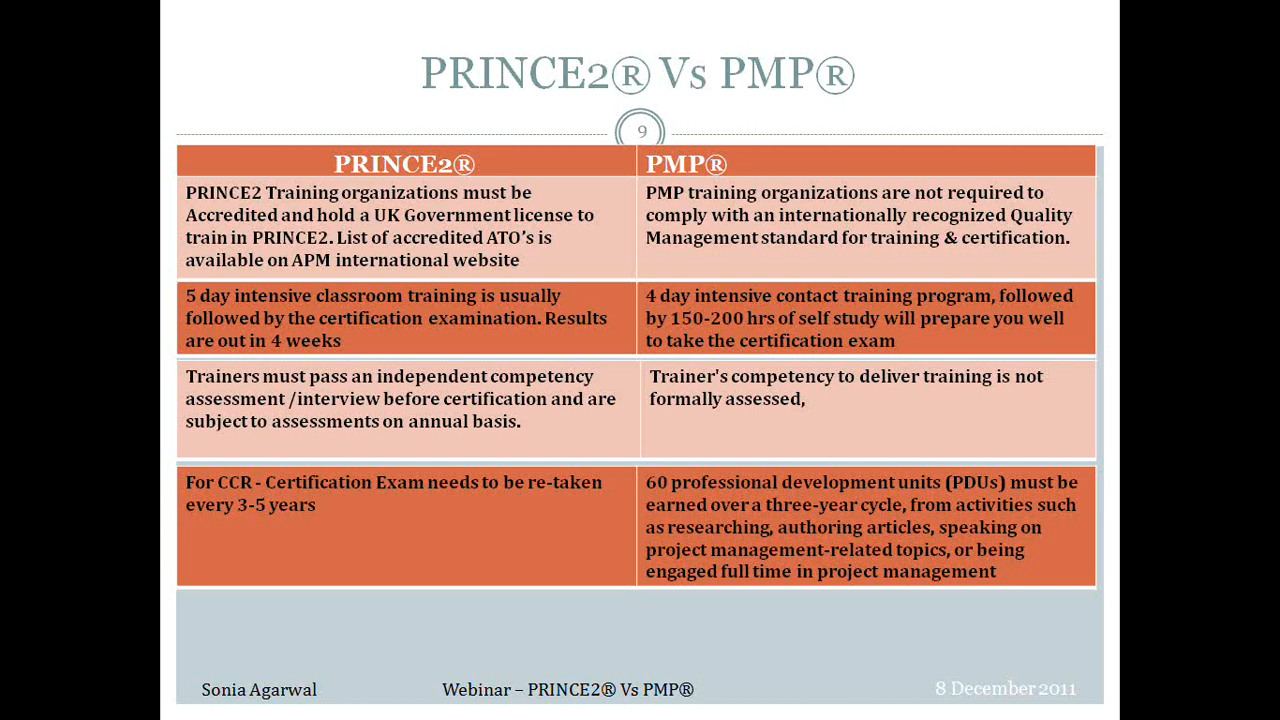 PRINCE2® Vs PMP®
9
PRINCE2®
PMP®
PRINCE2 Training organizations must be
Accredited and hold a UK Government license to
train in PRINCE2. List of accredited ATO's is
available on APM international website
PMP training organizations are not required to
comply with an internationally recognized Quality
Management standard for training & certification.
5 day intensive classroom training is usually
followed by the certification examination. Results
are out in 4 weeks
4 day intensive contact training program, followed
by 150-200 hrs of self study will prepare you well
to take the certification exam
Trainers must pass an independent competency
assessment /interview before certification and are
subject to assessments on annual basis.
Trainer's competency to deliver training is not
formally assessed,
For CCR - Certification Exam needs to be re-taken
every 3-5 years
60 professional development units (PDUs) must be
earned over a three-year cycle, from activities such
as researching, authoring articles, speaking on
project management-related topics, or being
engaged full time in project management
Sonia Agarwal
Webinar – PRINCE2® Vs PMP®
8 December 2011